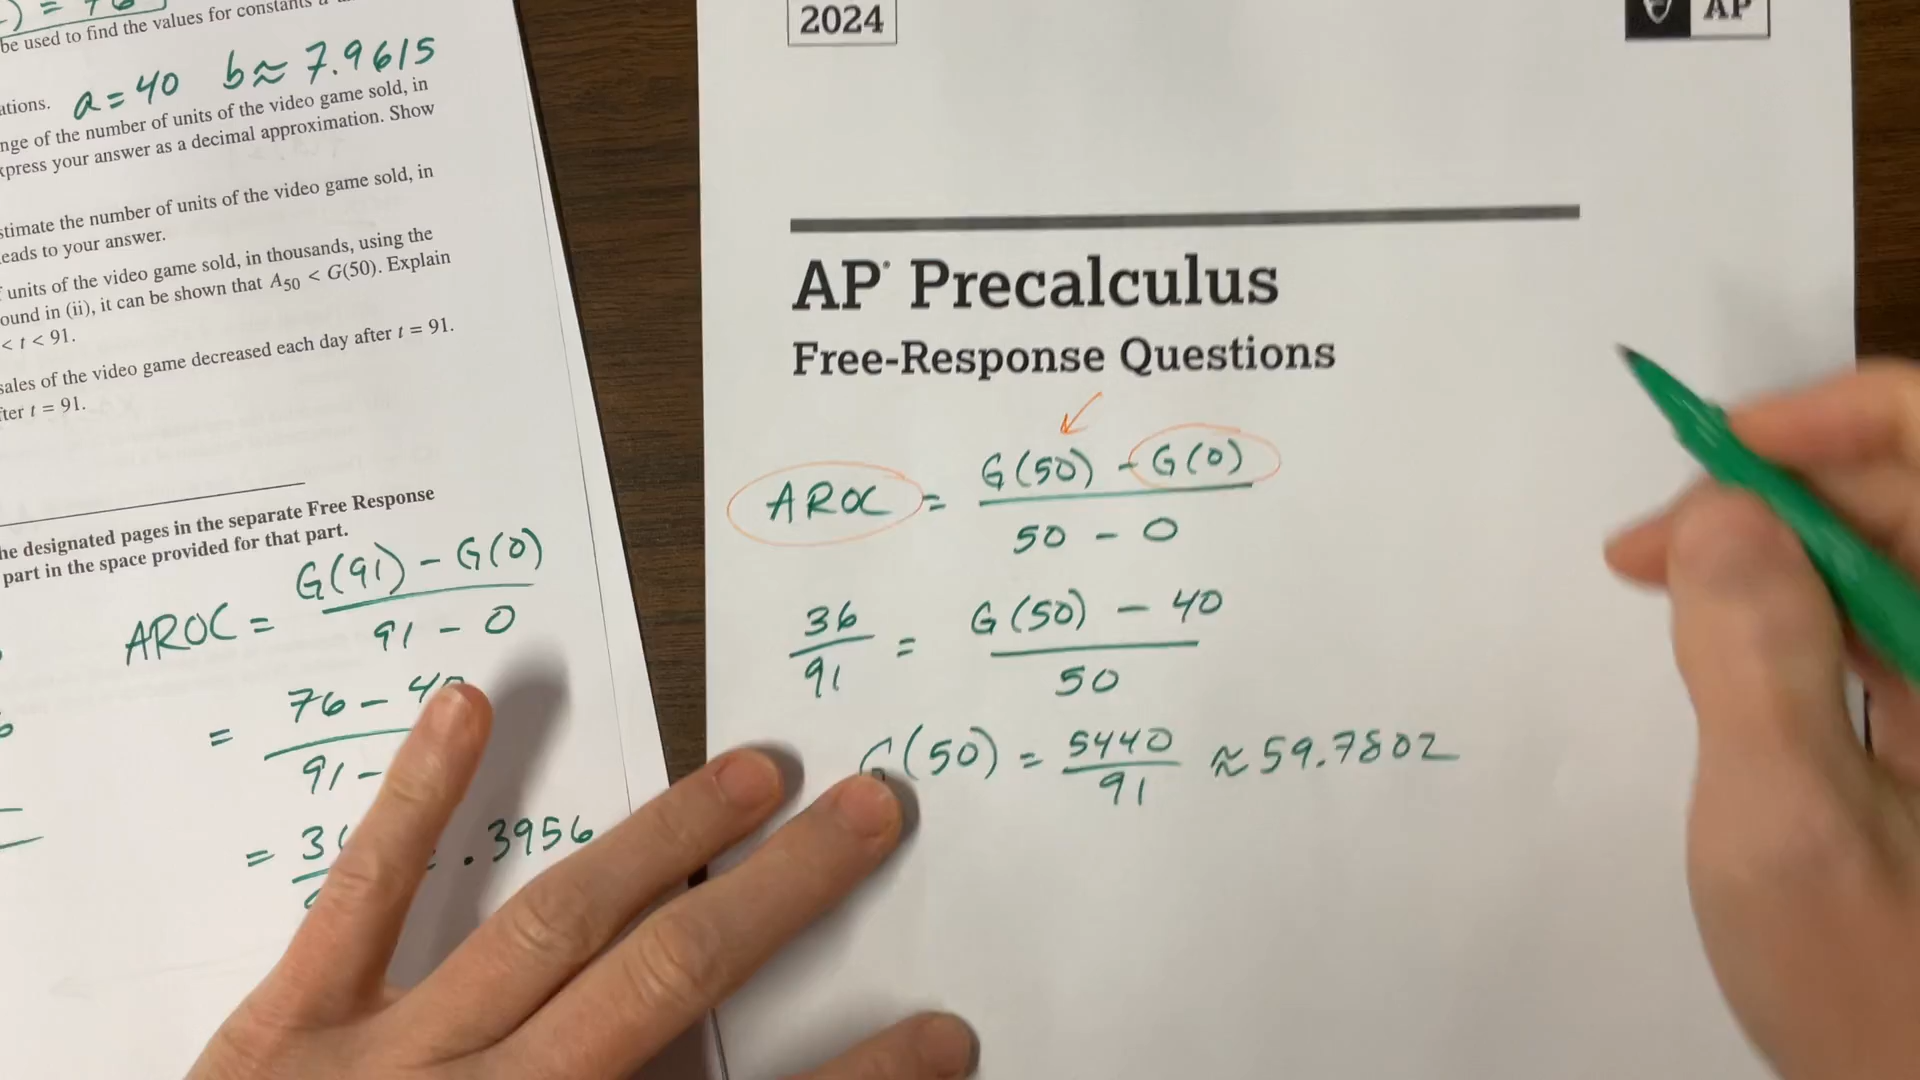 ) = 76
be used to find the values for constants a
ations. a = 40 b ≈ 7.9615
nge of the number of units of the video game sold, in
xpress your answer as a decimal approximation. Show
stimate the number of units of the video game sold, in
eads to your answer.
units of the video game sold, in thousands, using the
ound in (ii), it can be shown that A50 < G(50). Explain
< t < 91.
sales of the video game decreased each day after t = 91.
fter t = 91.
he designated pages in the separate Free Response
part in the space provided for that part.
AROC = G(91) - G(0)
91 - 0
= 76 - 40
91 -
= 36
.3956
2024
AP
AP® Precalculus
Free-Response Questions
AROC = G(50) - G(0)
50 - 0
36/91 = G(50) - 40
50
G(50) = 5440/91 ≈ 59.7802